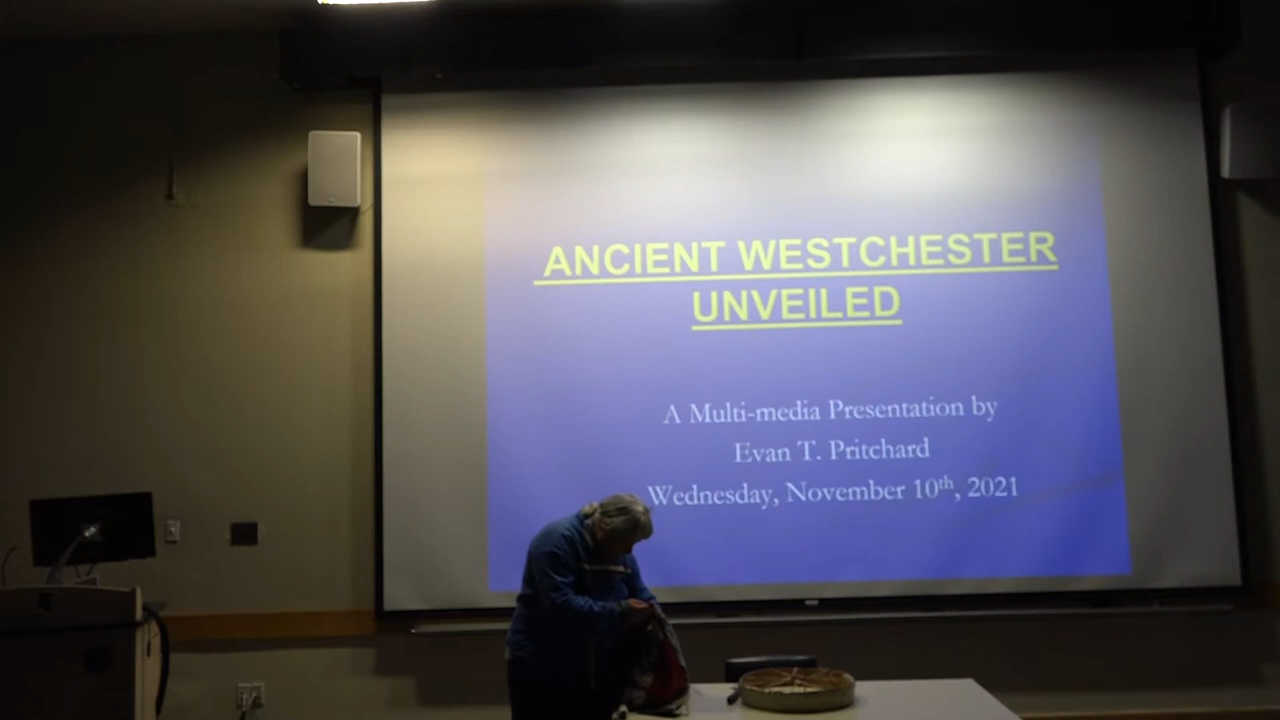 ANCIENT WESTCHESTER
UNVEILED
A Multi-media Presentation by
Evan T. Pritchard
Wednesday, November 10th, 2021